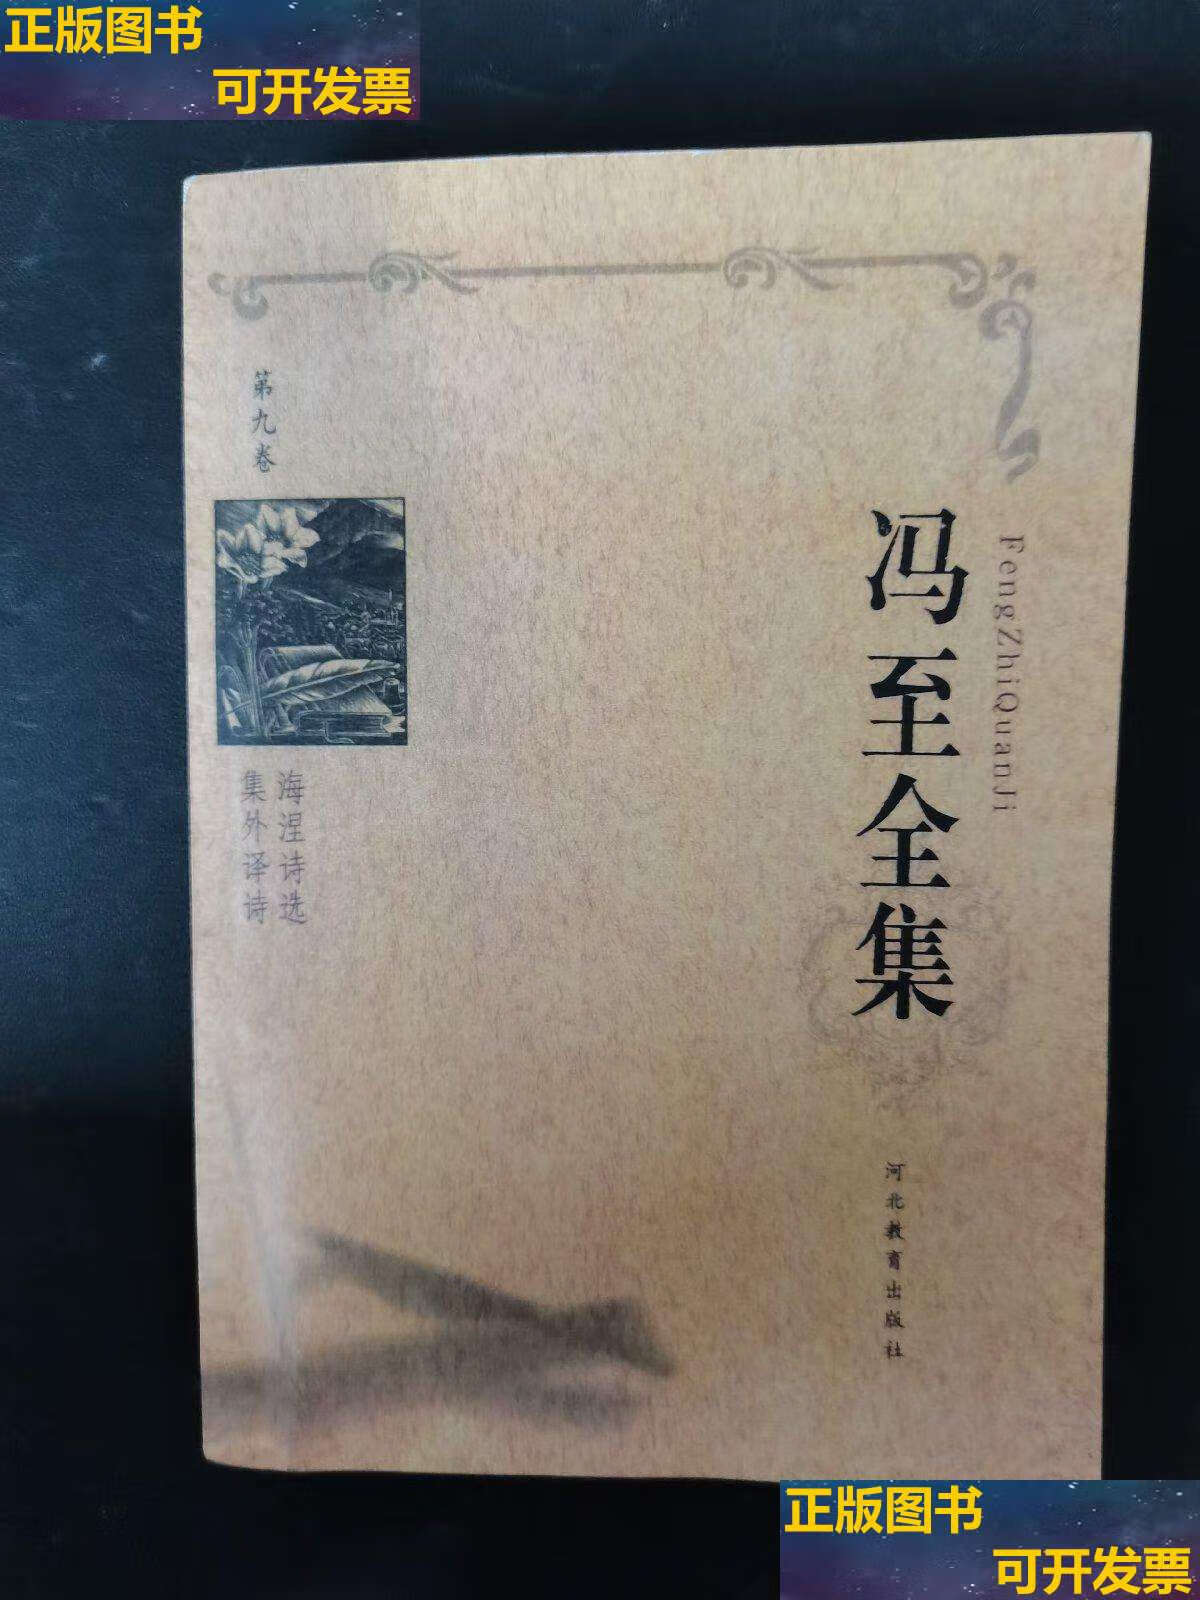 正版图书
可开发票
第九卷
冯至全集
FengZhiQuanJi
海涅诗选
集外译诗
河北教育出版社
正版图书
可开发票